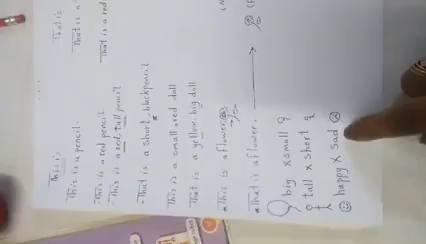 This is
That is
This is a pencil.
That is a
This is a red pencil
That is a red
This is a red, tall pencil
That is a short, black pencil
This is a small, red doll
That is a yellow, big doll
This is a flower
That is a flower.
big x small
tall x short
happy x sad